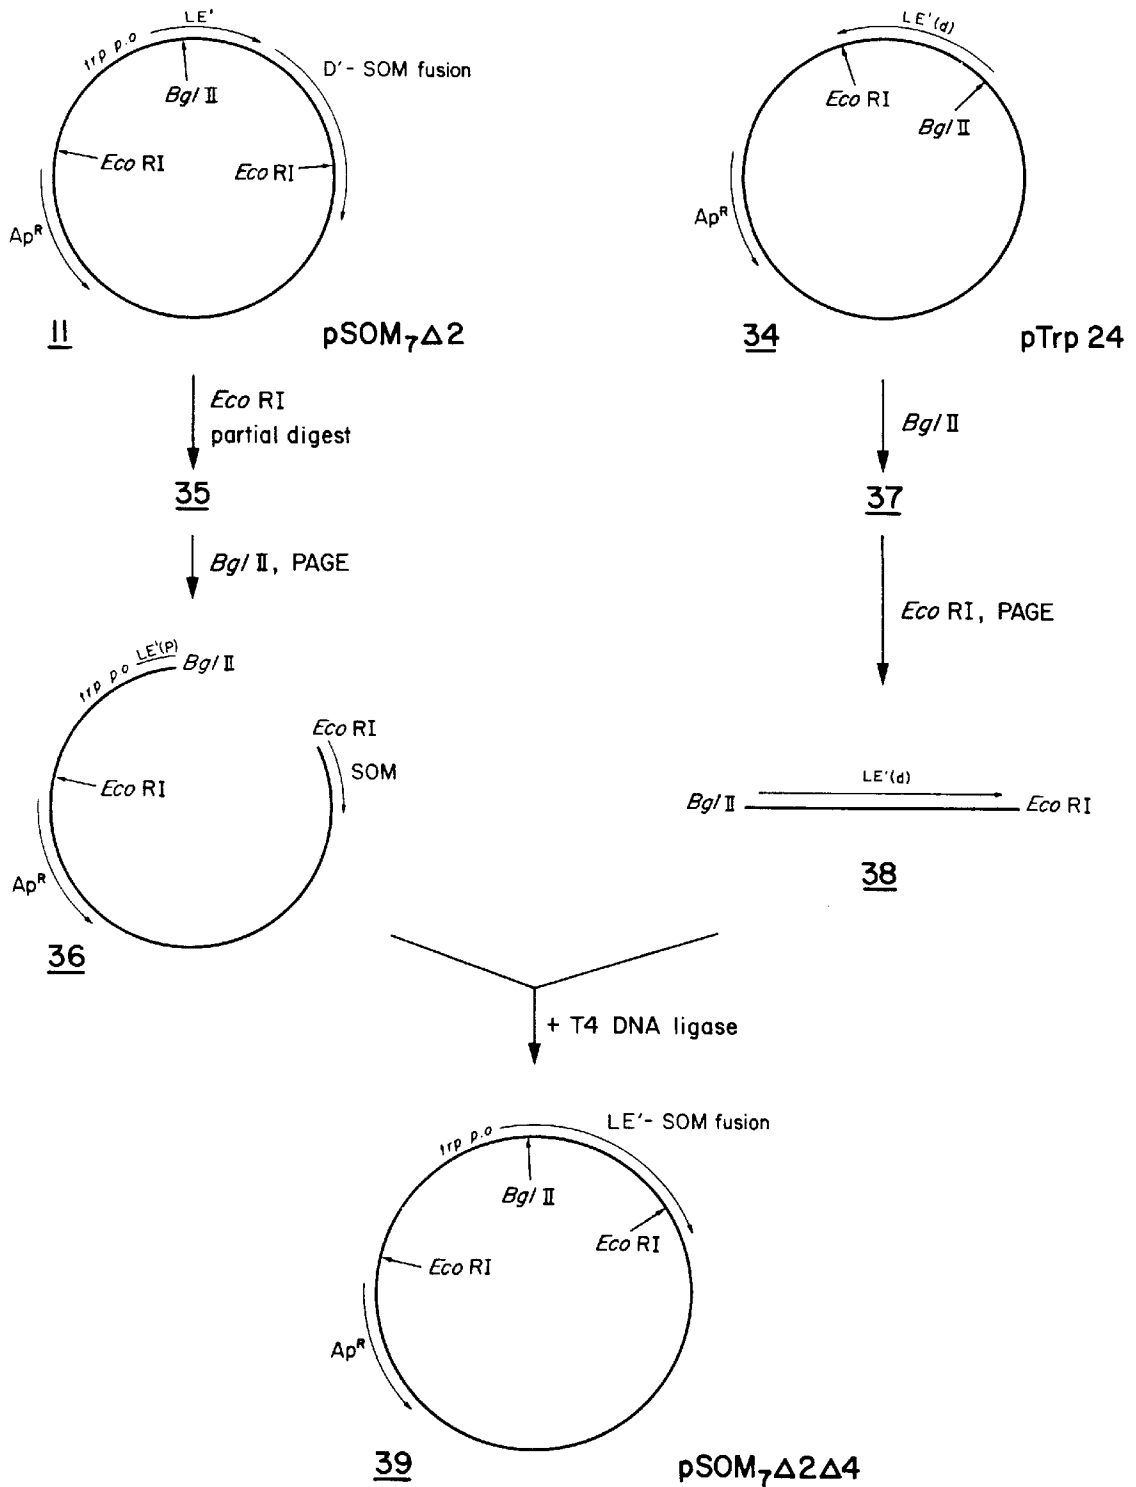 LE'
trp p.o
D'- SOM fusion
Bgl II
Eco RI
Eco RI
Ap^R
11
pSOM₇Δ2
LE'(d)
Eco RI
Bgl II
Ap^R
34
pTrp 24
Eco RI
partial digest
35
Bgl II, PAGE
Bgl II
37
Eco RI, PAGE
trp p.o
LE'(p)
Bgl II
Eco RI
SOM
Eco RI
Ap^R
36
LE'(d)
Bgl II
Eco RI
38
+ T4 DNA ligase
trp p.o
LE'- SOM fusion
Bgl II
Eco RI
Eco RI
Ap^R
39
pSOM₇Δ2Δ4